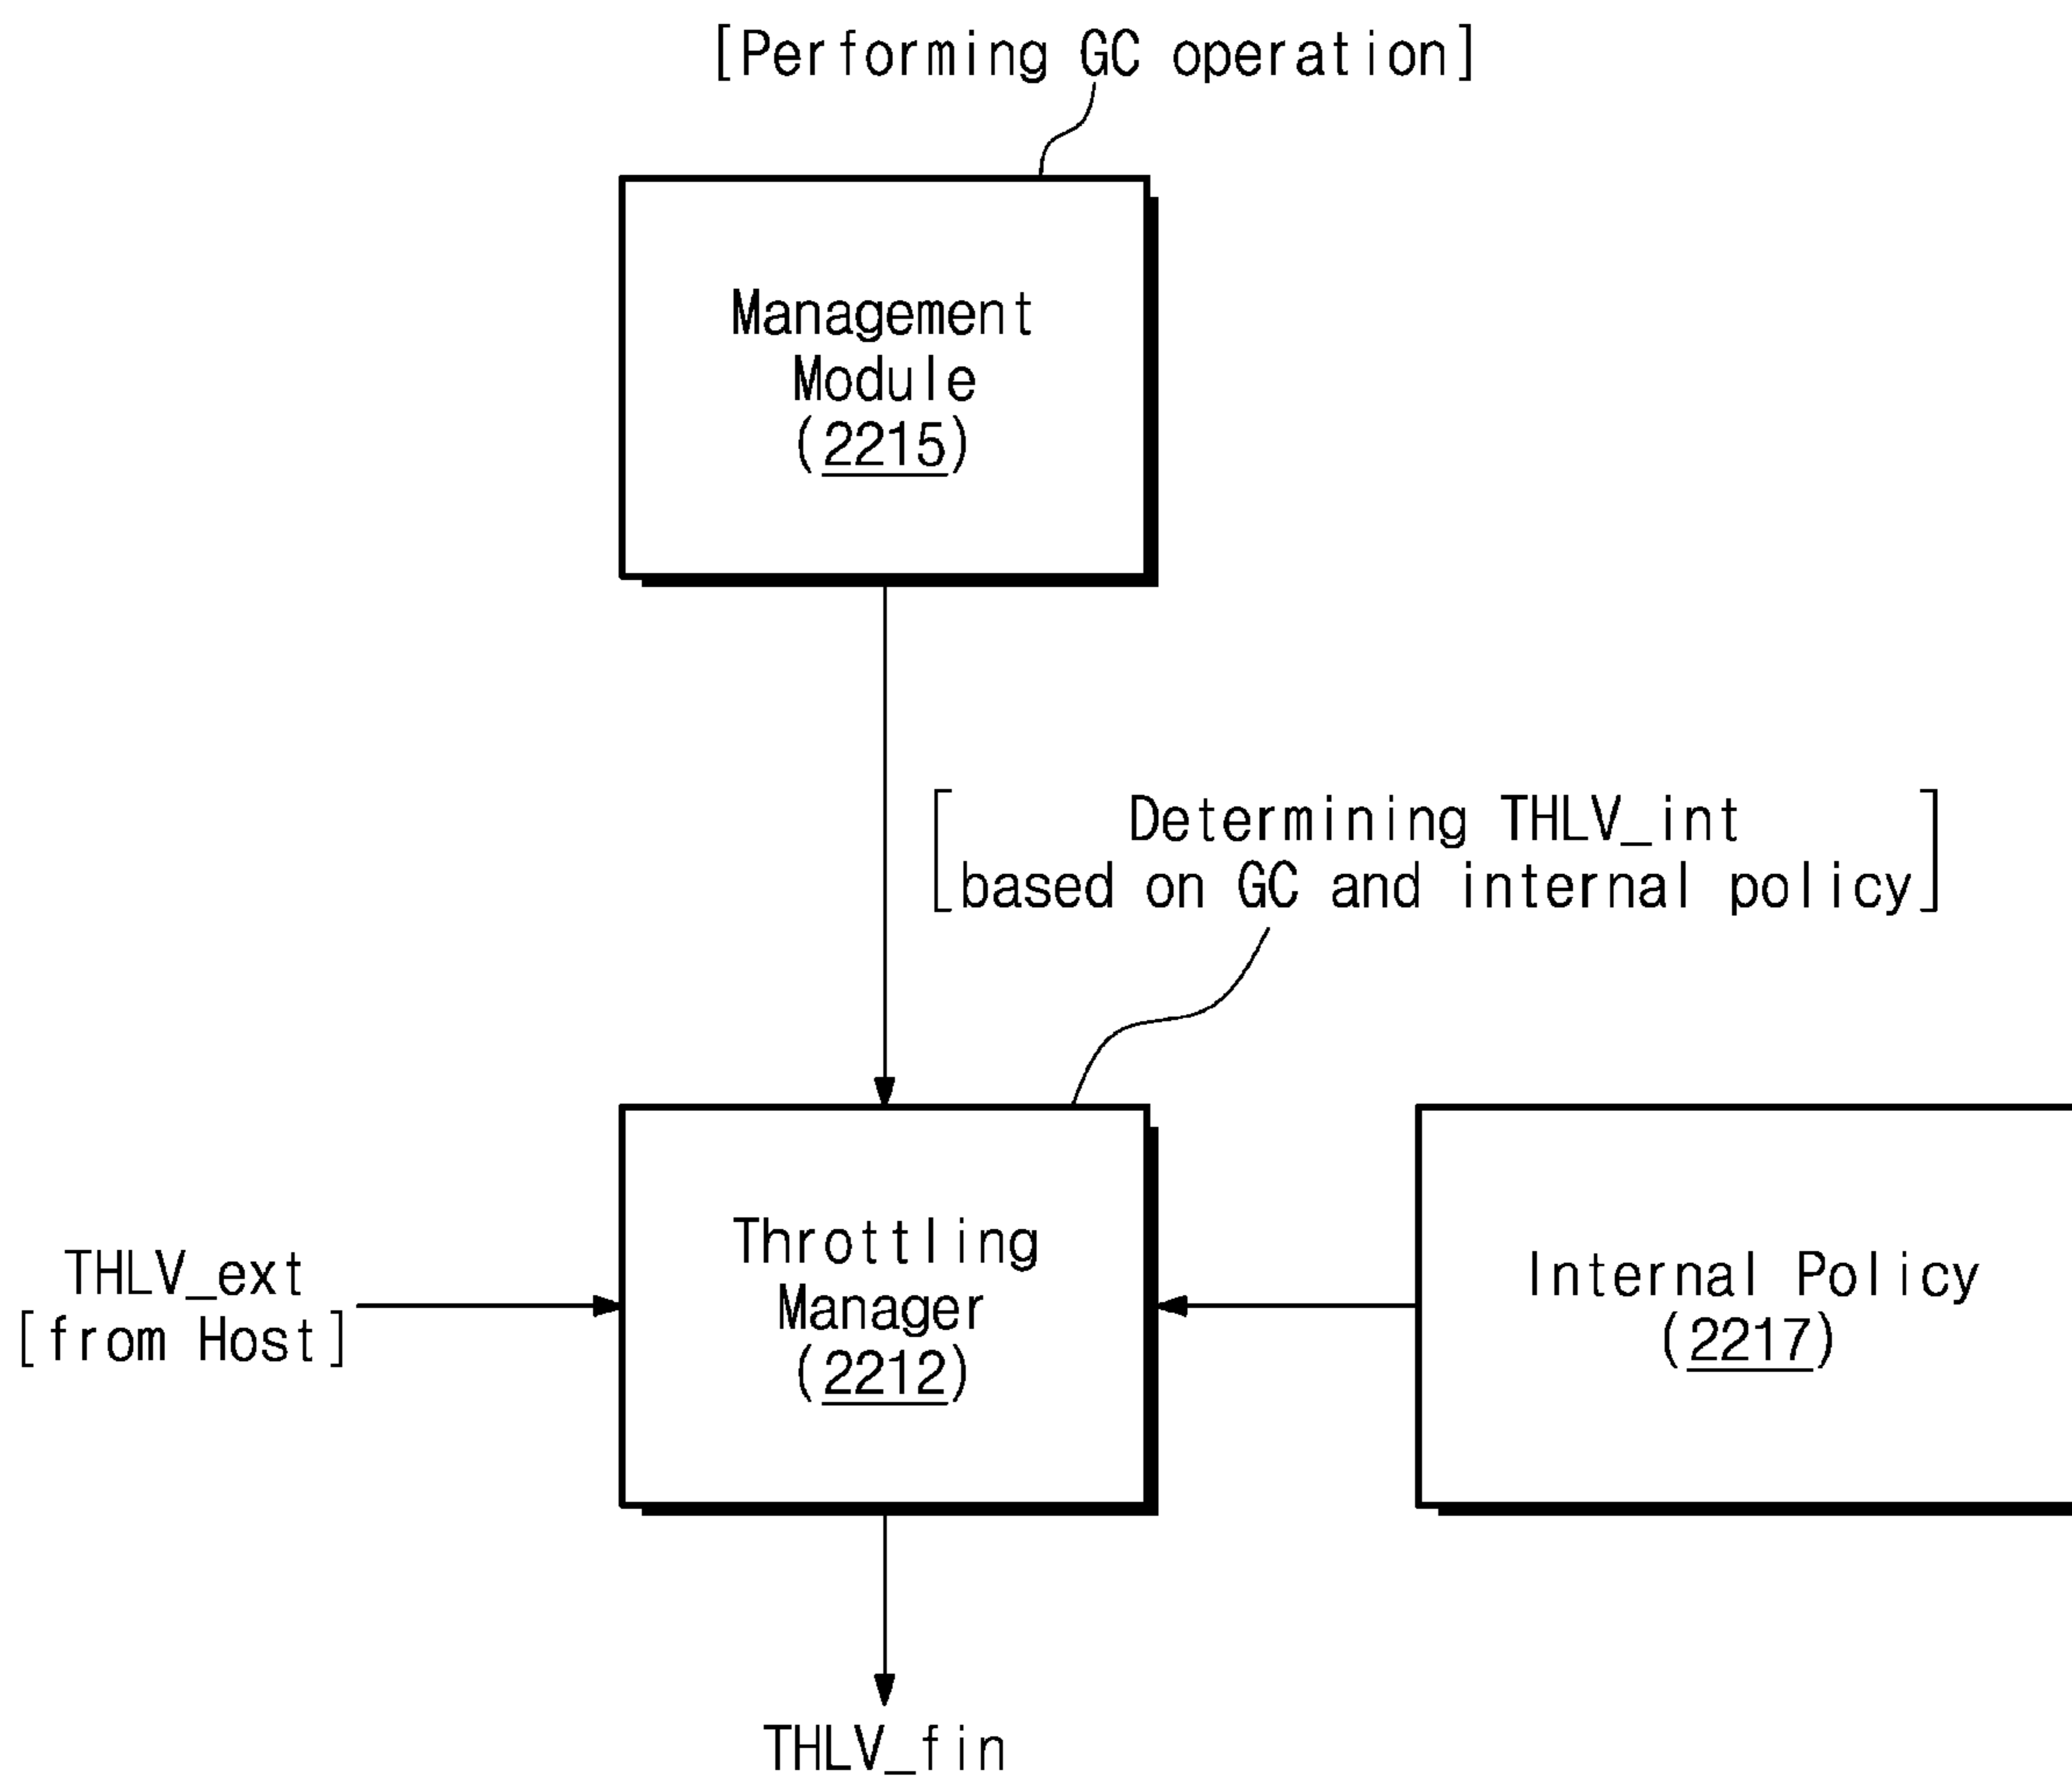 [Performing GC operation]
Management
Module
(2215)
Determining THLV_int
based on GC and internal policy
THLV_ext
[from Host]
Throttling
Manager
(2212)
Internal Policy
(2217)
THLV_fin